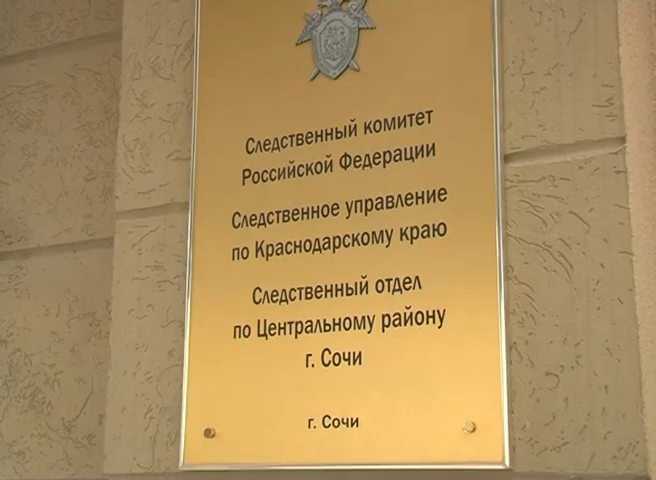 Следственный комитет
Российской Федерации
Следственное управление
по Краснодарскому краю
Следственный отдел
по Центральному району
г. Сочи
г. Сочи